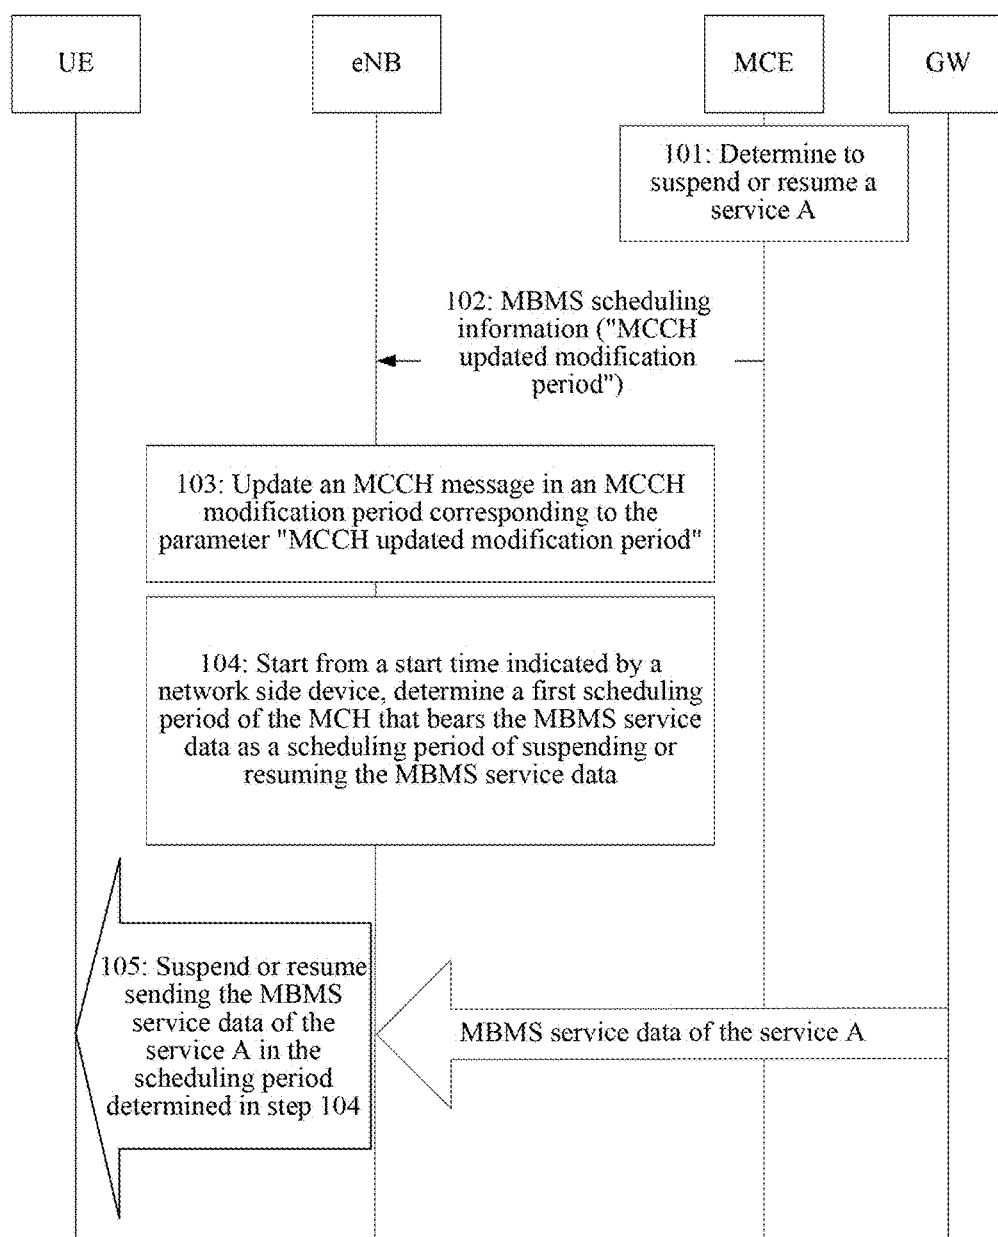 UE
eNB
MCE
GW
101: Determine to
suspend or resume a
service A
102: MBMS scheduling
information ("MCCH
updated modification
period")
103: Update an MCCH message in an MCCH
modification period corresponding to the
parameter "MCCH updated modification period"
104: Start from a start time indicated by a
network side device, determine a first scheduling
period of the MCH that bears the MBMS service
data as a scheduling period of suspending or
resuming the MBMS service data
105: Suspend or resume
sending the MBMS
service data of the
service A in the
scheduling period
determined in step 104
MBMS service data of the service A